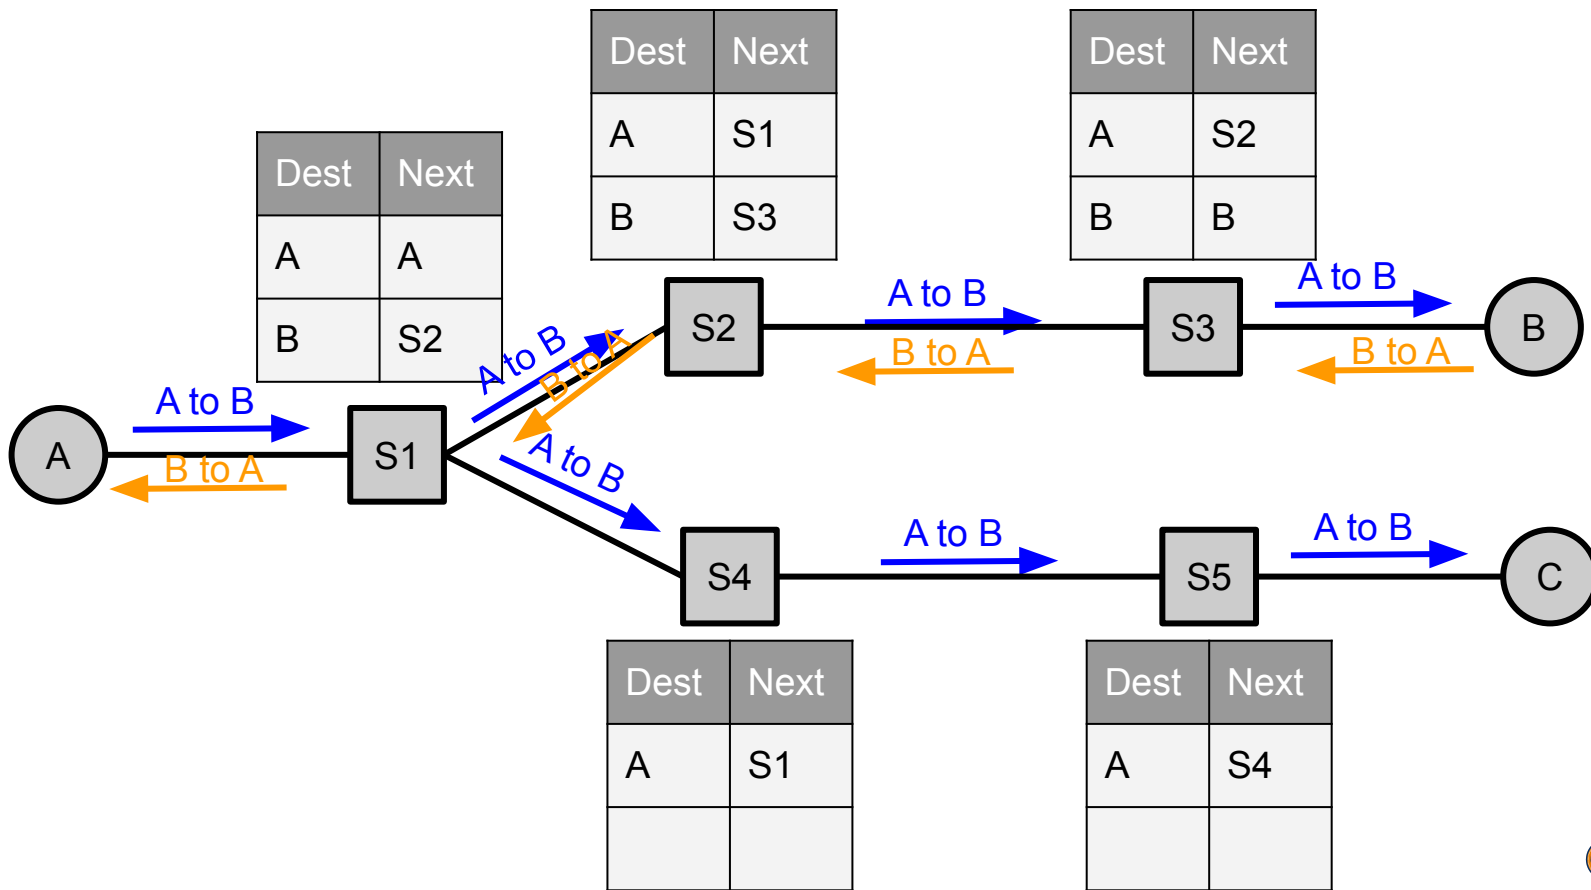 Dest Next
A S1
B S3
Dest Next
A S2
B B
Dest Next
A A
B S2
A to B
A to B
B to A
S2
A to B
B to A
S3
A to B
B to A
B
A
A to B
B to A
S1
A to B
S4
A to B
S5
A to B
C
Dest Next
A S1
Dest Next
A S4